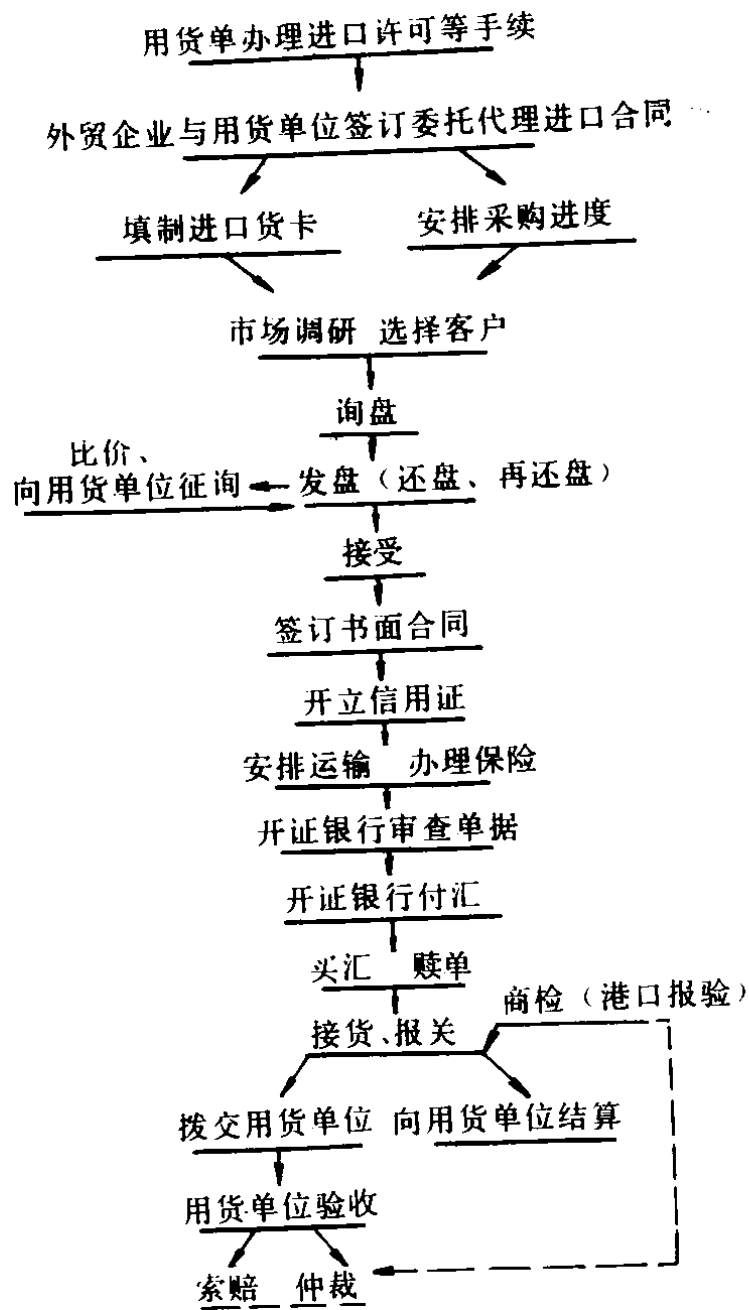 用货单办理进口许可等手续
外贸企业与用货单位签订委托代理进口合同
填制进口货卡 安排采购进度
市场调研 选择客户
询盘
比价、
向用货单位征询 发盘（还盘、再还盘）
接受
签订书面合同
开立信用证
安排运输 办理保险
开证银行审查单据
开证银行付汇
买汇 赎单
商检（港口报验）
接货、报关
拨交用货单位 向用货单位结算
用货单位验收
索赔 仲裁